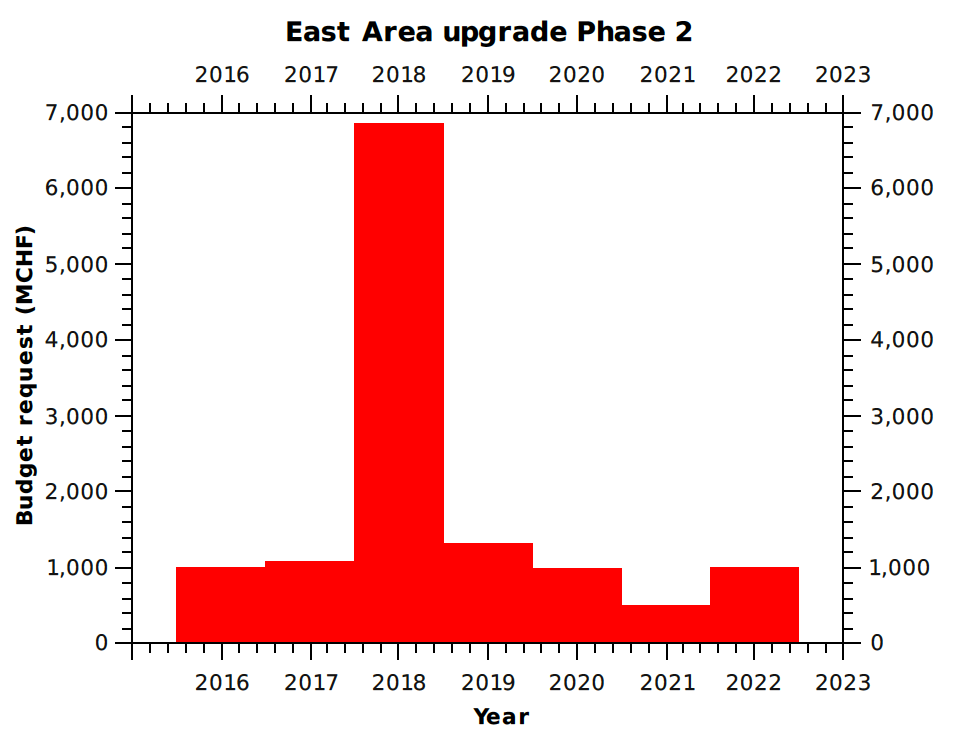 East Area upgrade Phase 2
2016 2017 2018 2019 2020 2021 2022 2023
7,000 7,000
6,000 6,000
5,000 5,000
4,000 4,000
3,000 3,000
2,000 2,000
1,000 1,000
0 0
Budget request (MCHF)
2016 2017 2018 2019 2020 2021 2022 2023
Year